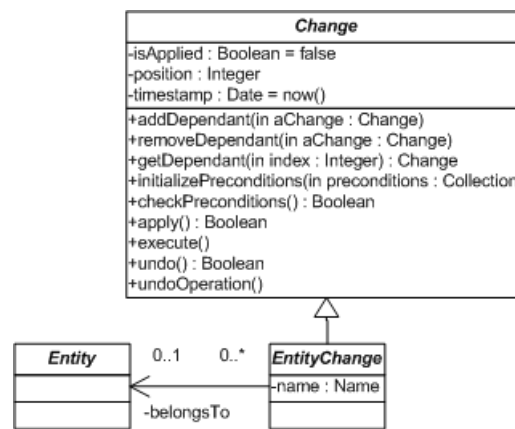 Change
-isApplied : Boolean = false
-position : Integer
-timestamp : Date = now()
+addDependant(in aChange : Change)
+removeDependant(in aChange : Change)
+getDependant(in index : Integer) : Change
+initializePreconditions(in preconditions : Collection
+checkPreconditions() : Boolean
+apply() : Boolean
+execute()
+undo() : Boolean
+undoOperation()
Entity
0..1
0..*
EntityChange
-name : Name
-belongsTo